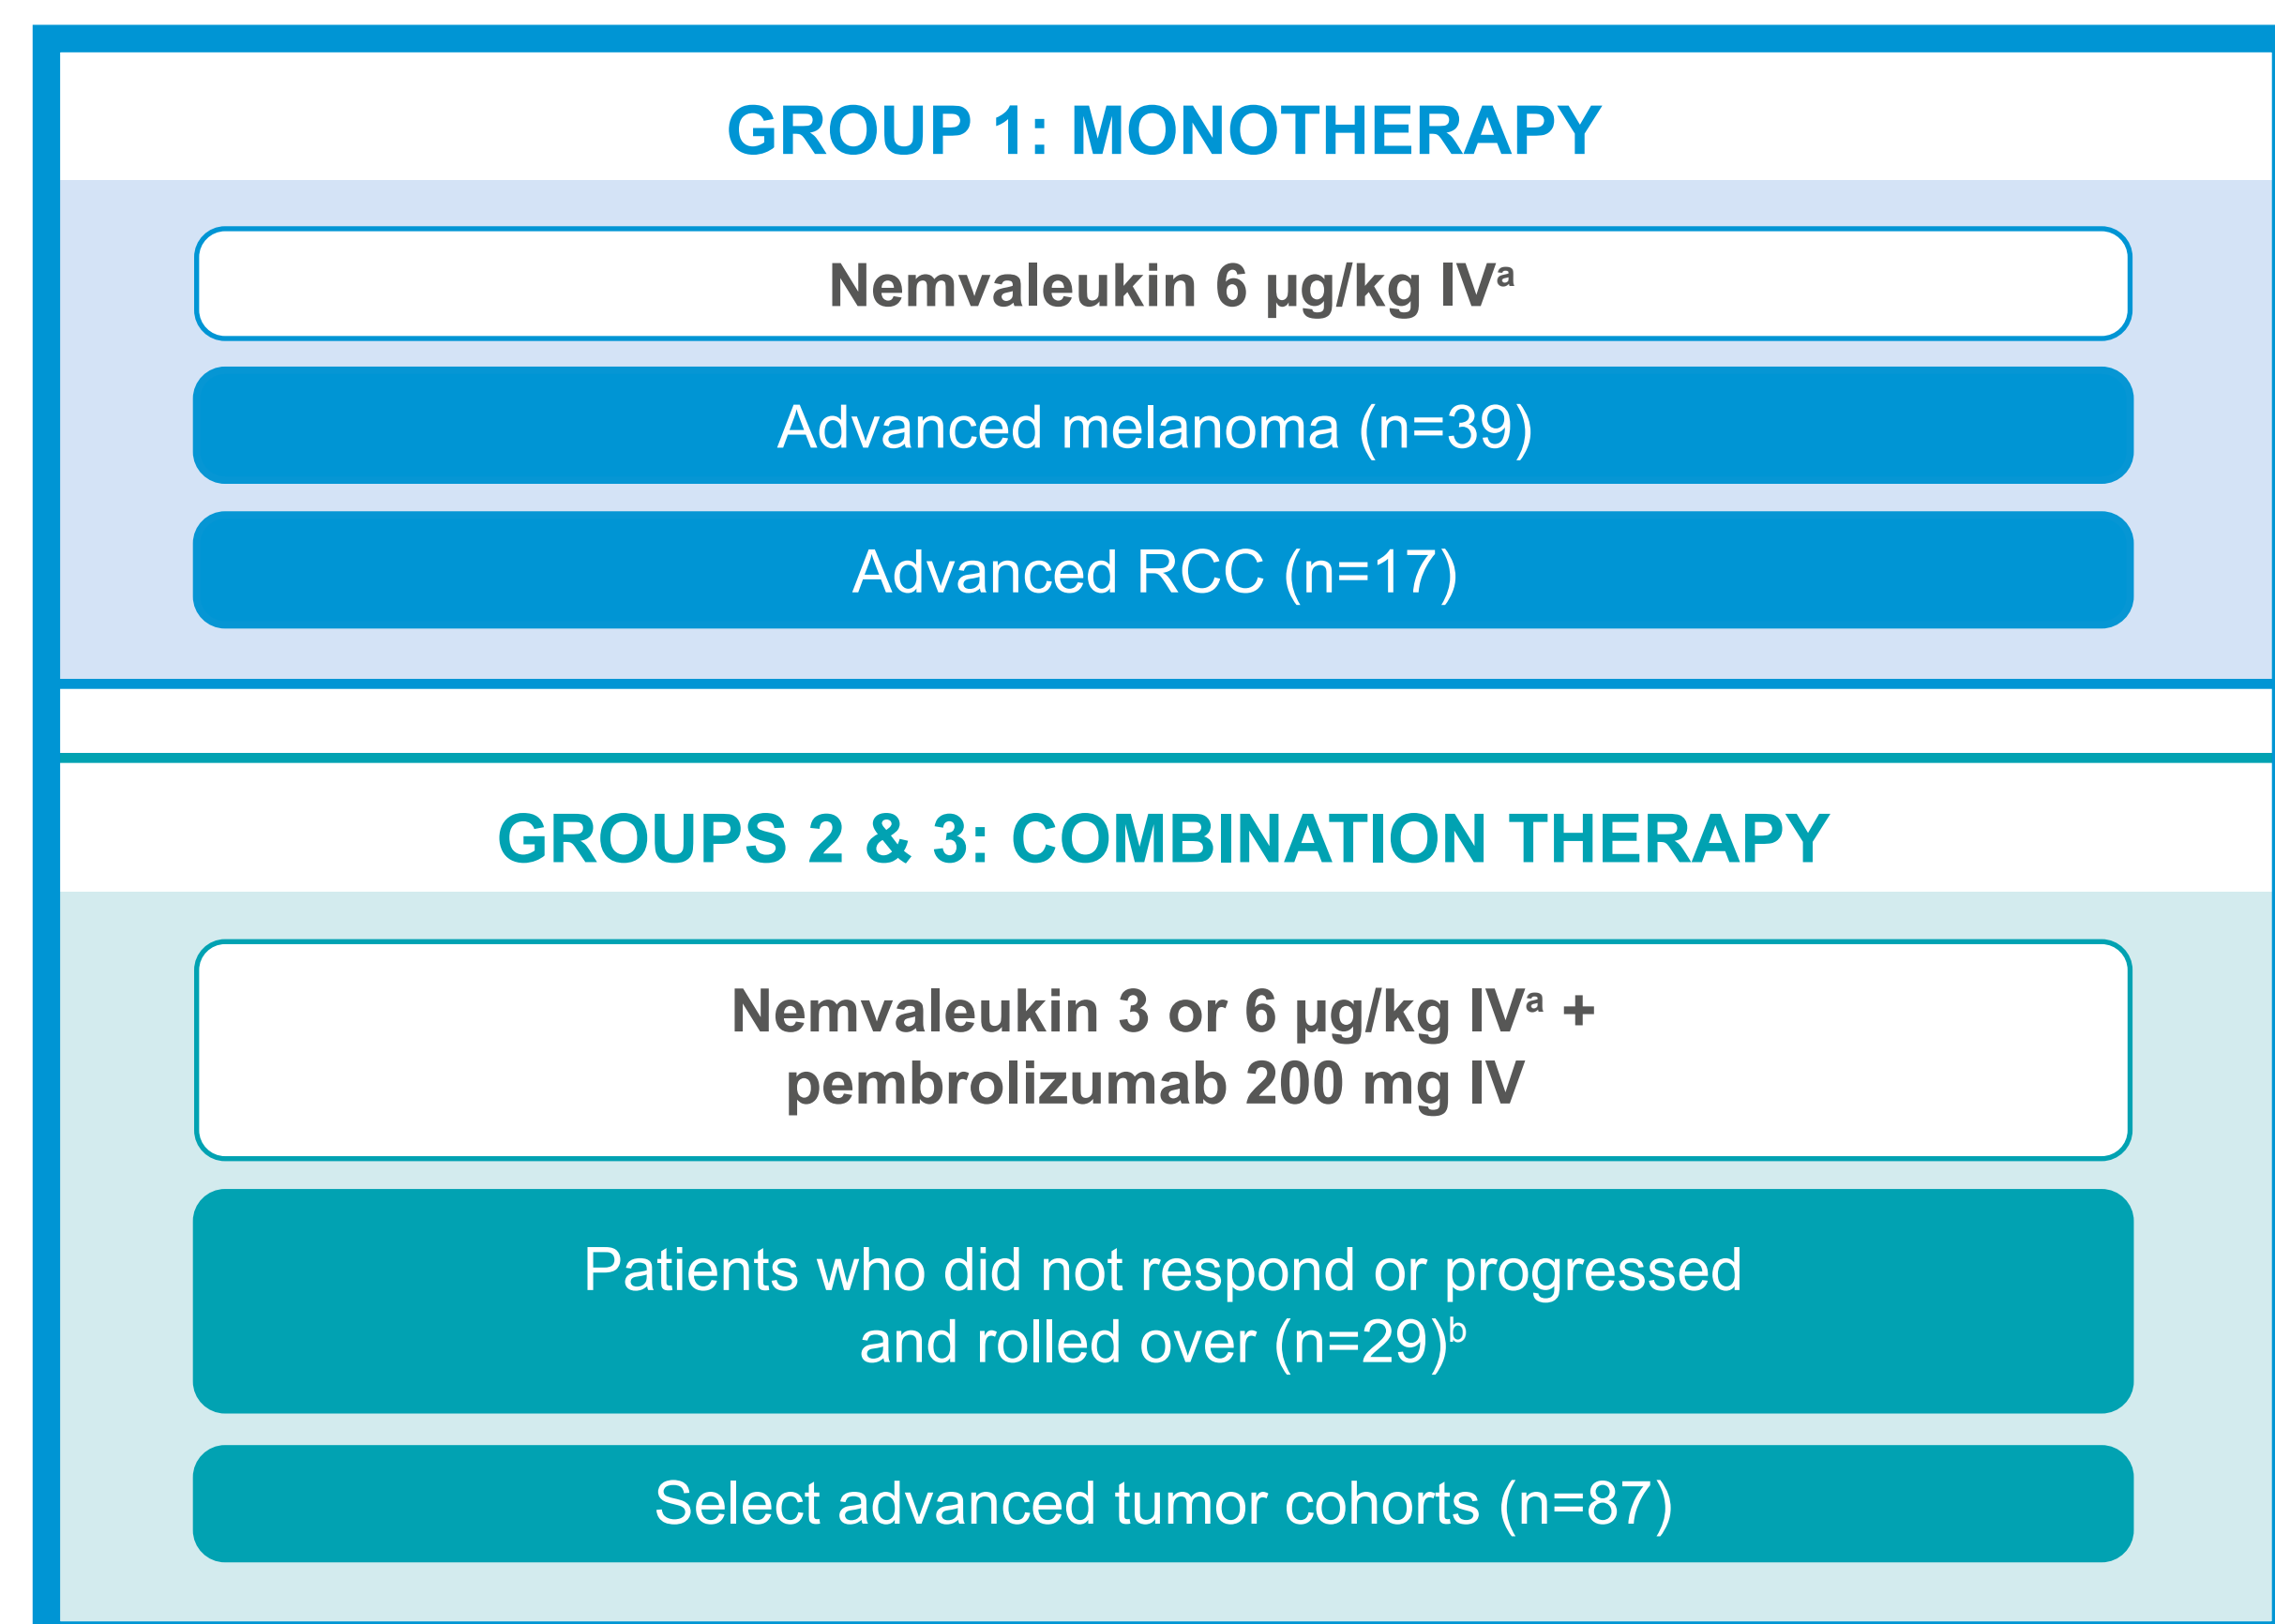 GROUP 1: MONOTHERAPY
Nemvaleukin 6 µg/kg IVᵃ
Advanced melanoma (n=39)
Advanced RCC (n=17)
GROUPS 2 & 3: COMBINATION THERAPY
Nemvaleukin 3 or 6 µg/kg IVᵃ +
pembrolizumab 200 mg IV
Patients who did not respond or progressed
and rolled over (n=29)ᵇ
Select advanced tumor cohorts (n=87)